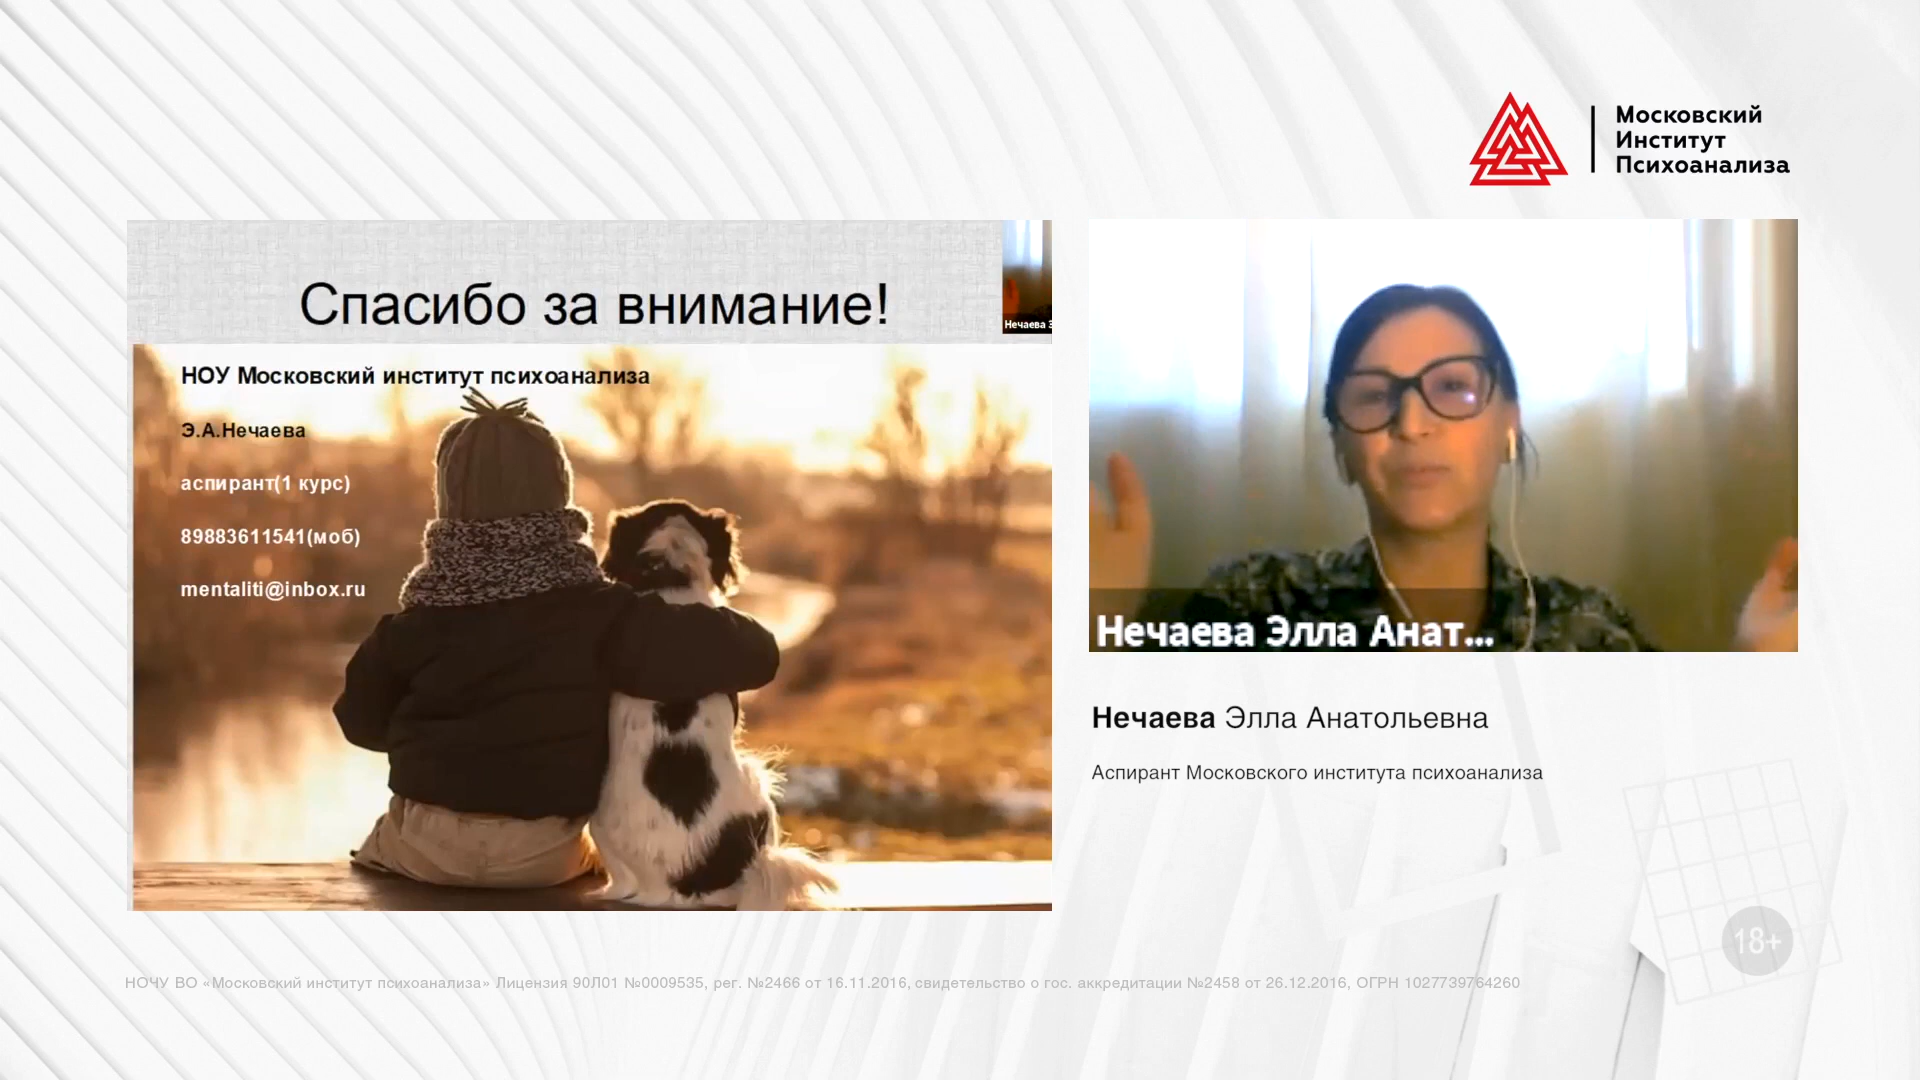 Московский
Институт
Психоанализа
Спасибо за внимание!
Нечаева
НОУ Московский институт психоанализа
Э.А.Нечаева
аспирант(1 курс)
89883611541(моб)
mentaliti@inbox.ru
Нечаева Элла Анат...
Нечаева Элла Анатольевна
Аспирант Московского института психоанализа
18+
НОЧУ ВО «Московский институт психоанализа» Лицензия 90Л01 №0009535, рег. №2466 от 16.11.2016, свидетельство о гос. аккредитации №2458 от 26.12.2016, ОГРН 1027739764260